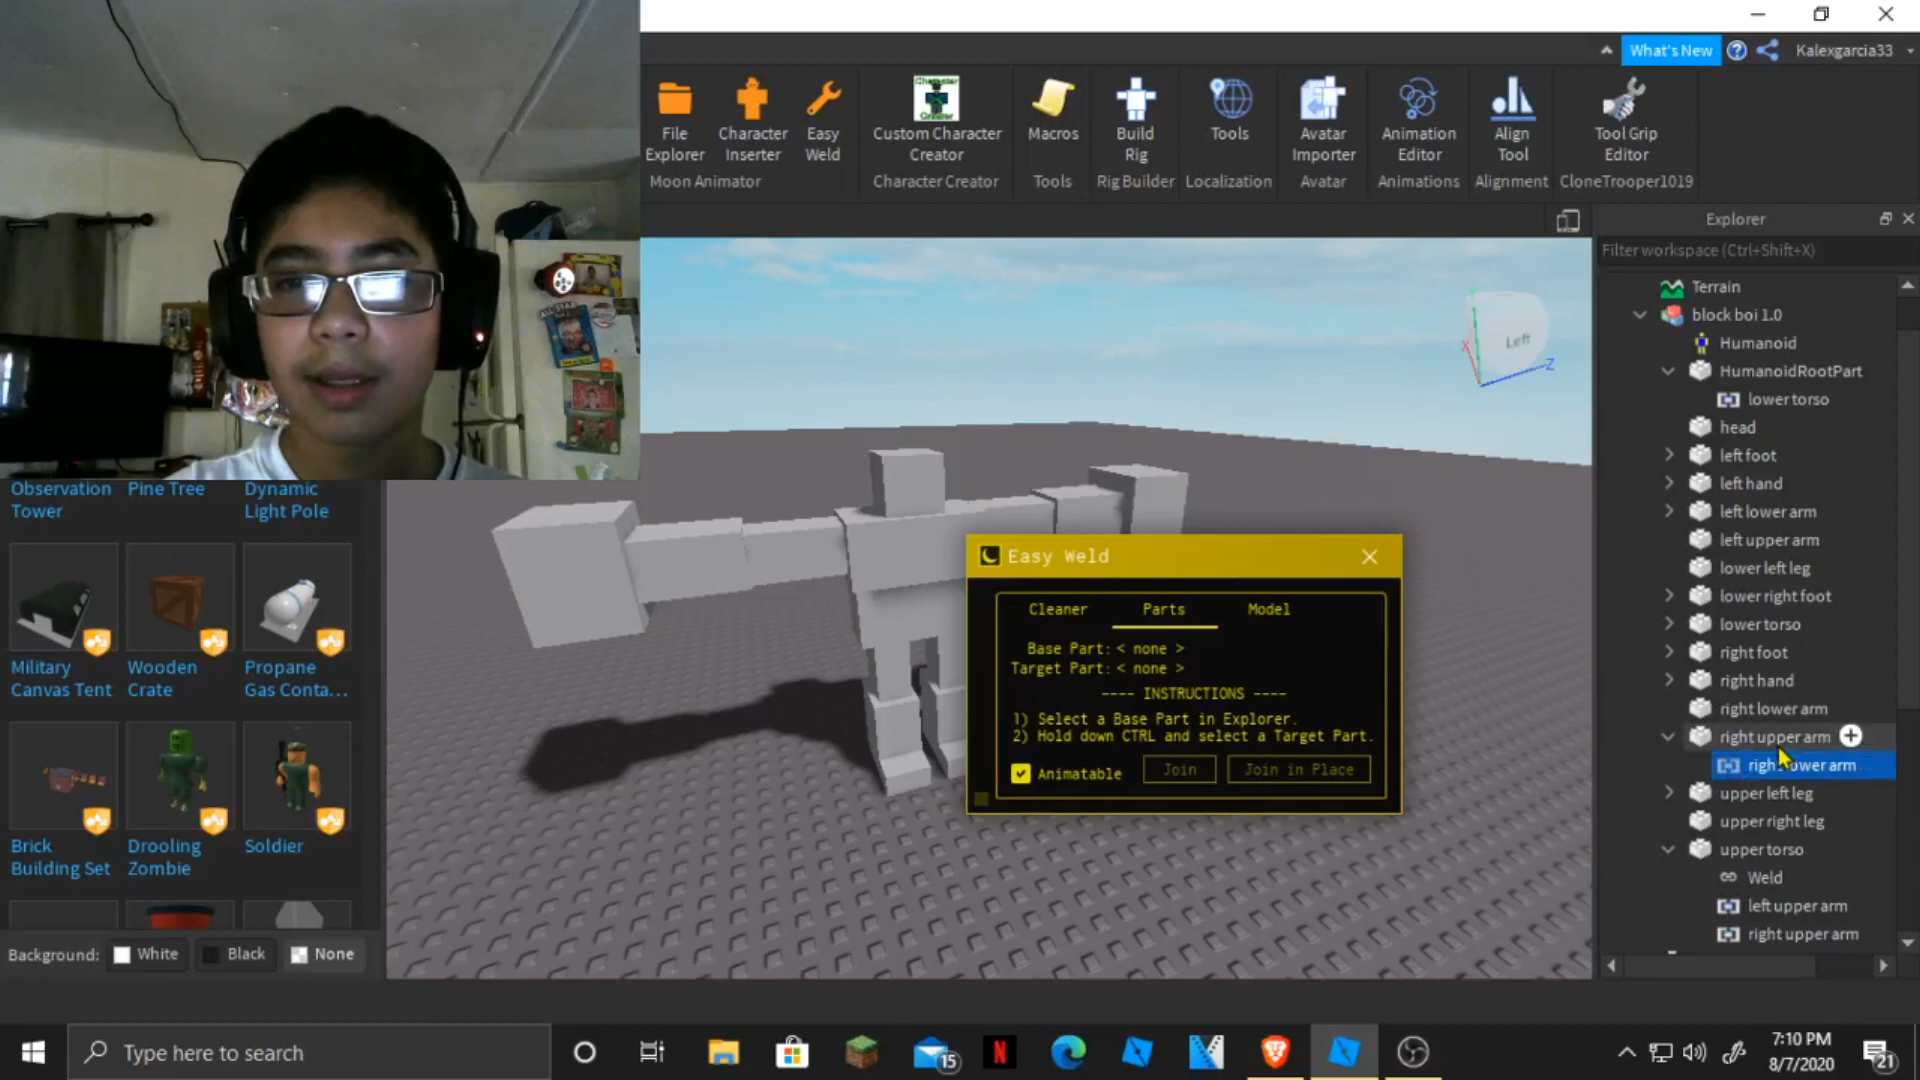 What's New
Kalexgarcia33
File Explorer
Character Inserter
Easy Weld
Moon Animator
Character Creator
Custom Character Creator
Character Creator
Macros
Tools
Build Rig
Rig Builder
Tools
Localization
Avatar Importer
Avatar
Animation Editor
Animations
Align Tool
Alignment
Tool Grip Editor
CloneTrooper1019
Explorer
Filter workspace (Ctrl+Shift+X)
Terrain
block boi 1.0
Humanoid
HumanoidRootPart
lower torso
head
left foot
left hand
left lower arm
left upper arm
lower left leg
lower right foot
lower torso
right foot
right hand
right lower arm
right upper arm
right lower arm
upper left leg
upper right leg
upper torso
Weld
left upper arm
right upper arm
Left
X
Z
Easy Weld
Cleaner Parts Model
Base Part: < none >
Target Part: < none >
---- INSTRUCTIONS ----
1) Select a Base Part in Explorer.
2) Hold down CTRL and select a Target Part.
Animatable
Join
Join in Place
Observation Tower
Pine Tree
Dynamic Light Pole
Military Canvas Tent
Wooden Crate
Propane Gas Conta...
Brick Building Set
Drooling Zombie
Soldier
Background: White Black None
Type here to search
15
N
7:10 PM
8/7/2020
21